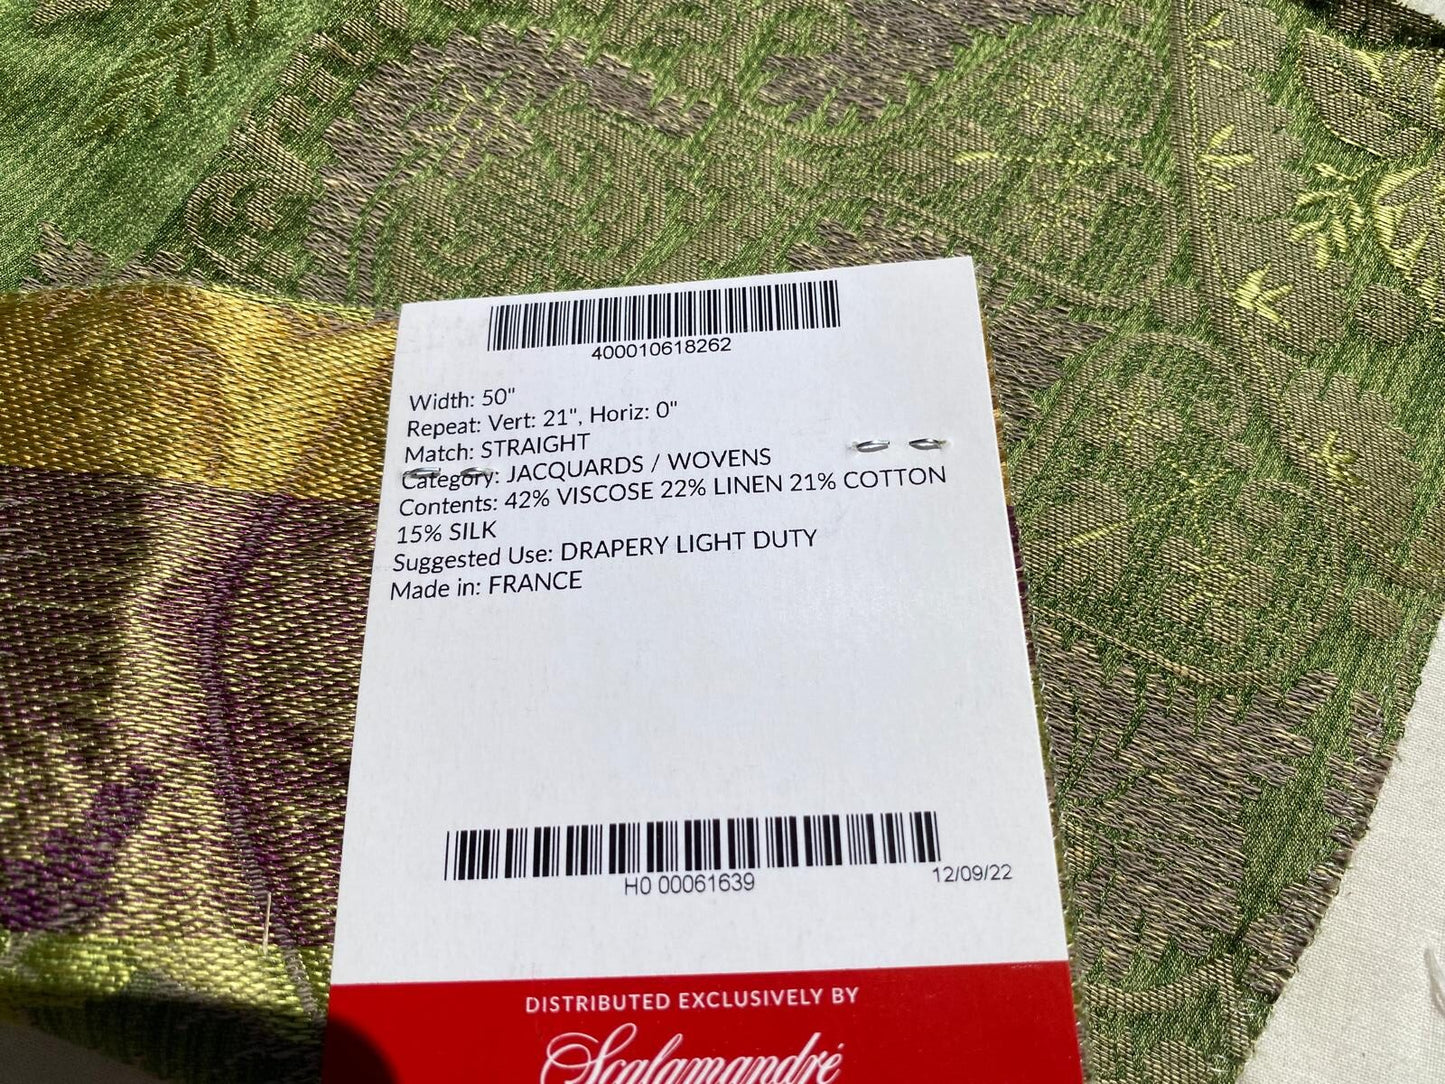 400010618262
Width: 50"
Repeat: Vert: 21", Horiz: 0"
Match: STRAIGHT
Category: JACQUARDS / WOVENS
Contents: 42% VISCOSE 22% LINEN 21% COTTON
15% SILK
Suggested Use: DRAPERY LIGHT DUTY
Made in: FRANCE
H0 00061639
12/09/22
DISTRIBUTED EXCLUSIVELY BY
Scalamandré